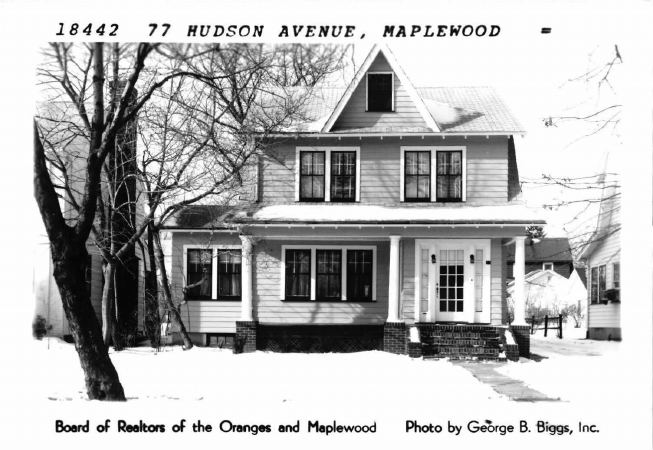 18442 77 HUDSON AVENUE, MAPLEWOOD =
Board of Realtors of the Oranges and Maplewood Photo by George B. Biggs, Inc.